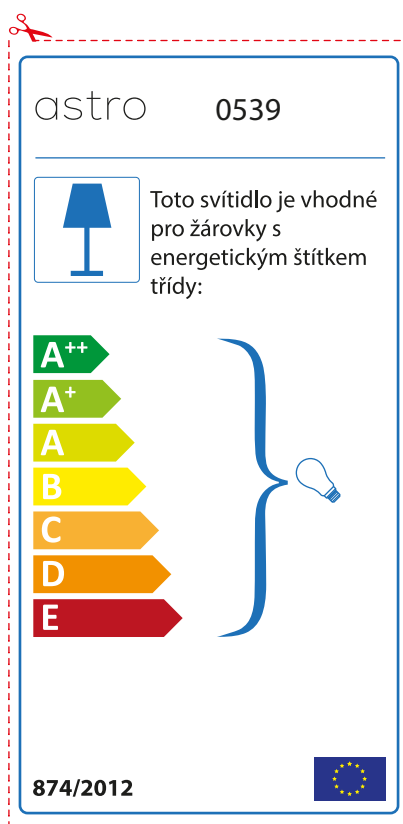 astro 0539
Toto svítidlo je vhodné
pro žárovky s
energetickým štítkem
třídy:
A++
A+
A
B
C
D
E
874/2012